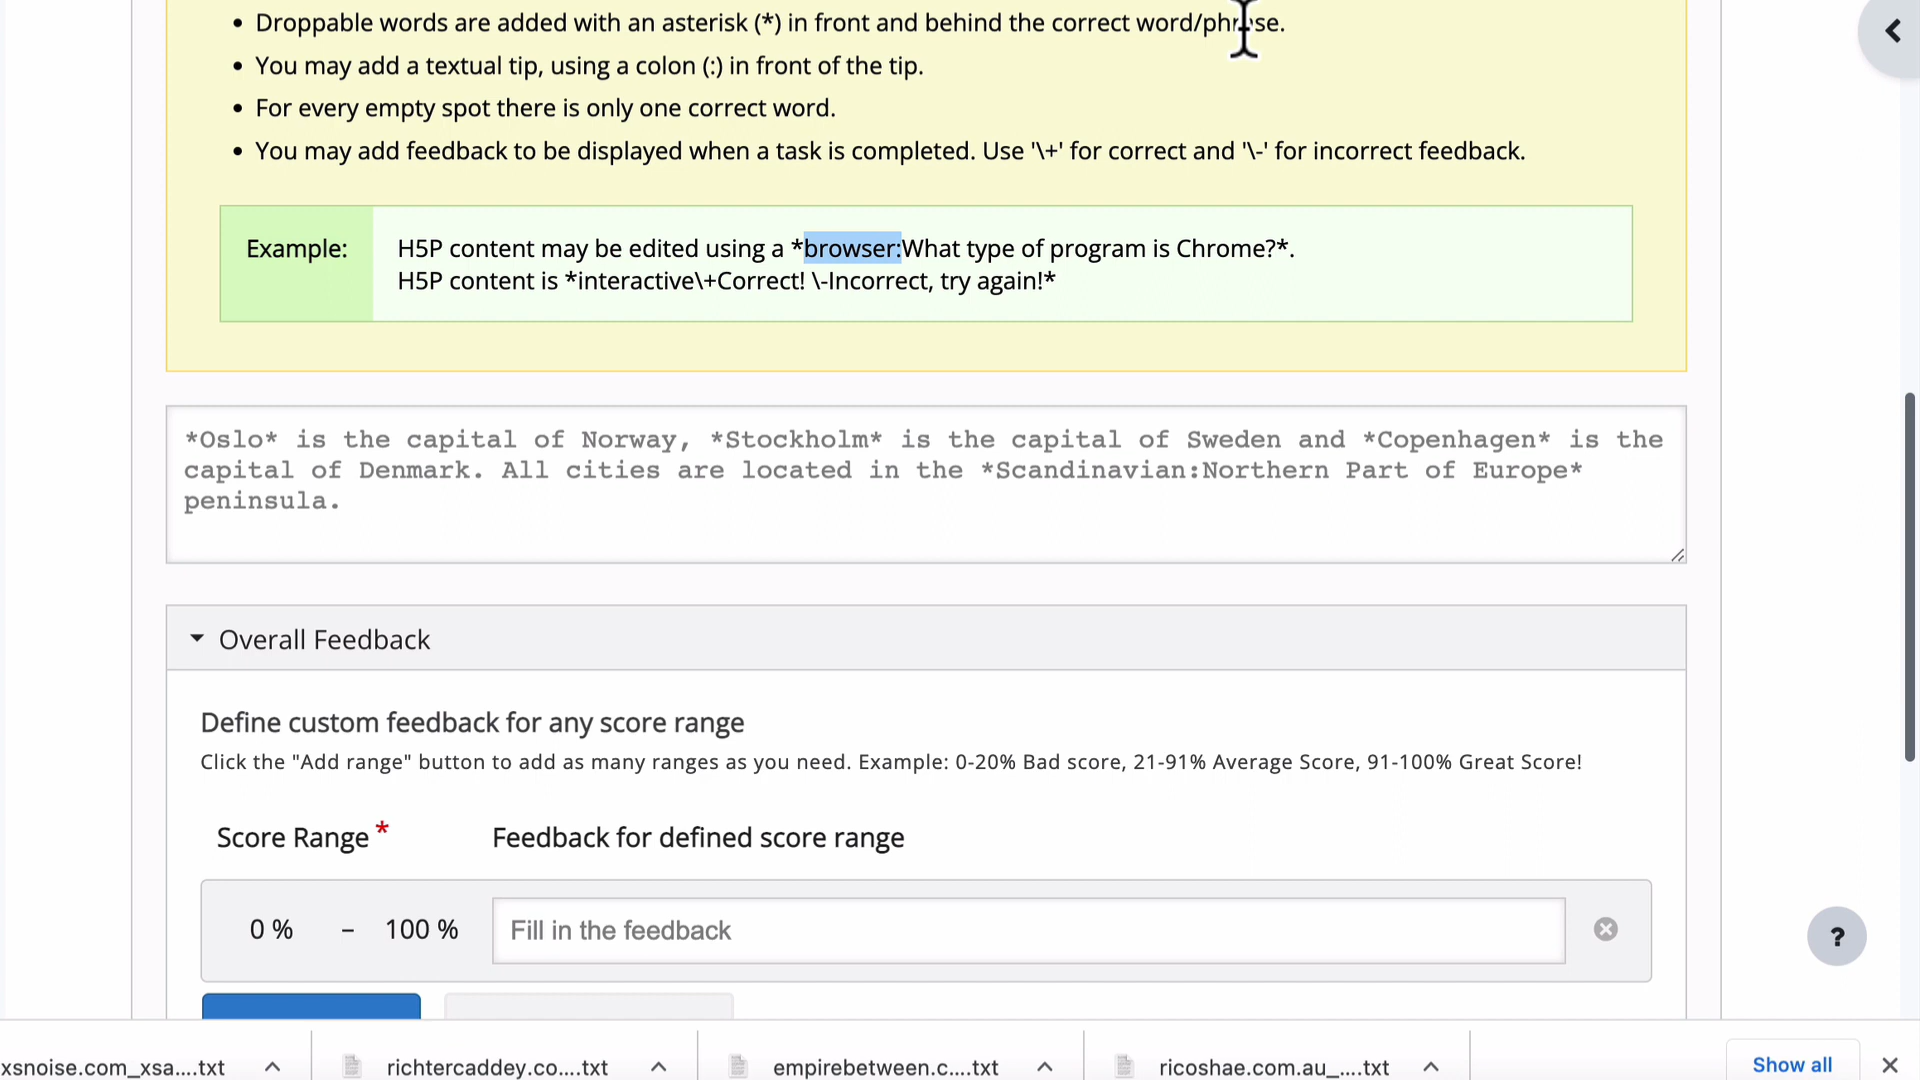 • Droppable words are added with an asterisk (*) in front and behind the correct word/phrase.
• You may add a textual tip, using a colon (:) in front of the tip.
• For every empty spot there is only one correct word.
• You may add feedback to be displayed when a task is completed. Use '\+' for correct and '\-' for incorrect feedback.
Example: H5P content may be edited using a *browser:What type of program is Chrome?*.
H5P content is *interactive\+Correct! \-Incorrect, try again!*
*Oslo* is the capital of Norway, *Stockholm* is the capital of Sweden and *Copenhagen* is the
capital of Denmark. All cities are located in the *Scandinavian:Northern Part of Europe*
peninsula.
Overall Feedback
Define custom feedback for any score range
Click the "Add range" button to add as many ranges as you need. Example: 0-20% Bad score, 21-91% Average Score, 91-100% Great Score!
Score Range * Feedback for defined score range
0 % – 100 % Fill in the feedback
?
xsnoise.com_xsa....txt richtercaddey.co....txt empirebetween.c....txt ricoshae.com.au_....txt Show all